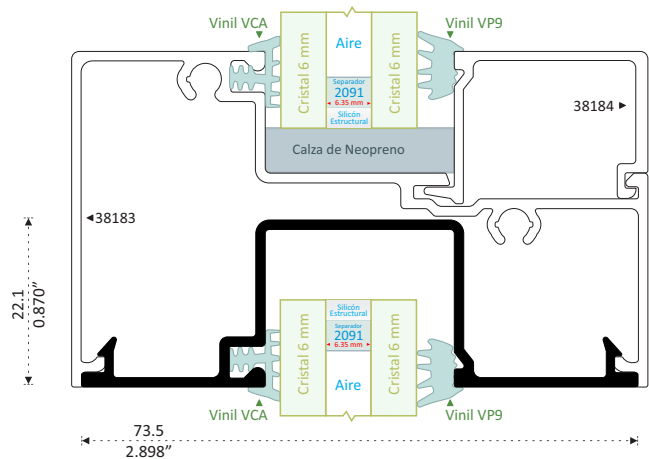 Vinil VCA
Vinil VP9
Cristal 6 mm
Aire
Cristal 6 mm
Separador
2091
6.35 mm
Silicón
Estructural
38184
Calza de Neopreno
38183
22.1
0.870”
Cristal 6 mm
Silicón
Estructural
Separador
2091
6.35 mm
Aire
Cristal 6 mm
Vinil VCA
Vinil VP9
73.5
2.898”